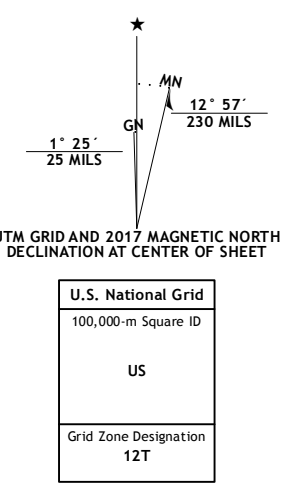 MN
GN
12° 57´
230 MILS
1° 25´
25 MILS
UTM GRID AND 2017 MAGNETIC NORTH
DECLINATION AT CENTER OF SHEET
U.S. National Grid
100,000-m Square ID
US
Grid Zone Designation
12T